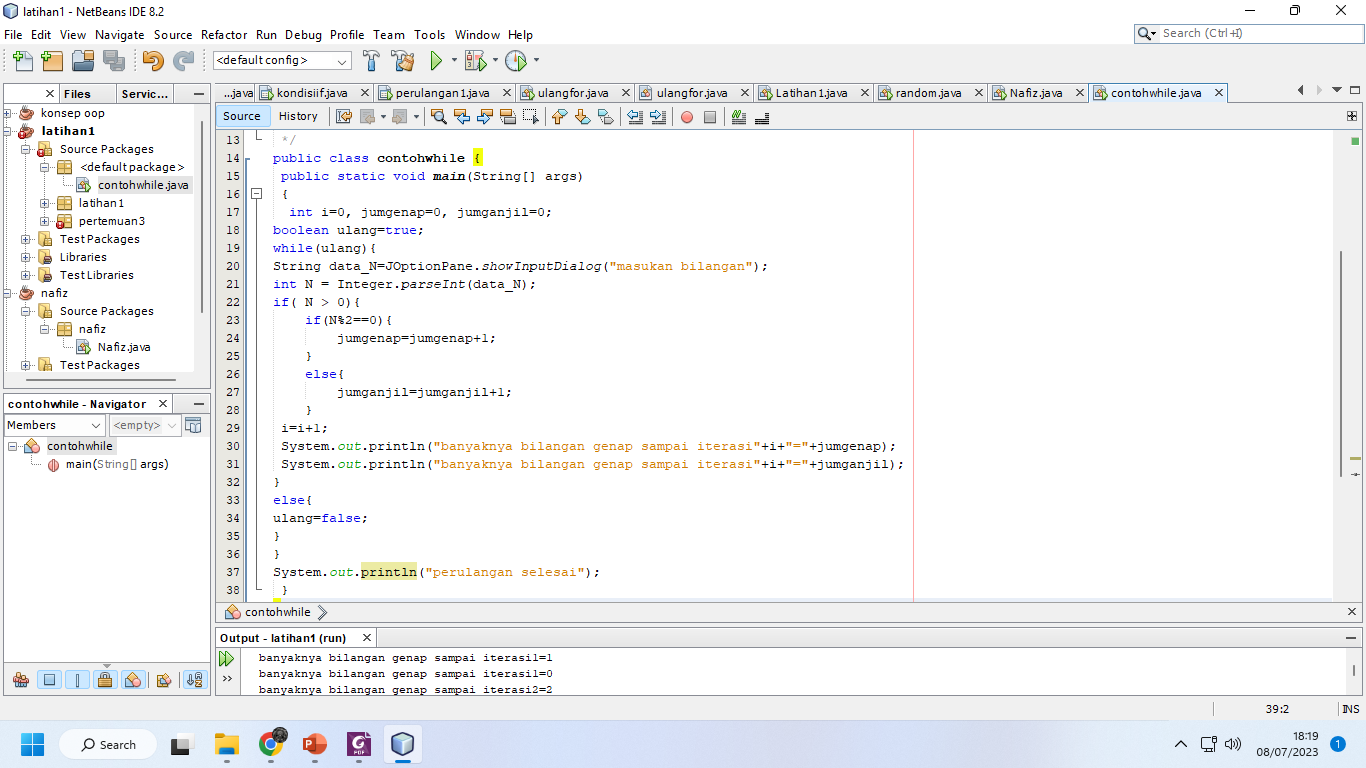 latihan1 - NetBeans IDE 8.2
File Edit View Navigate Source Refactor Run Debug Profile Team Tools Window Help
Search (Ctrl+I)
<default config>
Files Servic...
...java kondisiif.java perulangan1.java ulangfor.java ulangfor.java Latihan1.java random.java Nafiz.java contohwhile.java
Source History
konsep oop
latihan1
Source Packages
<default package>
contohwhile.java
latihan1
pertemuan3
Test Packages
Libraries
Test Libraries
nafiz
Source Packages
nafiz
Nafiz.java
Test Packages
contohwhile - Navigator
Members <empty>
contohwhile
main(String[] args)
13 */
14 public class contohwhile {
15 public static void main(String[] args)
16 {
17 int i=0, jumgenap=0, jumganjil=0;
18 boolean ulang=true;
19 while(ulang){
20 String data_N=JOptionPane.showInputDialog("masukan bilangan");
21 int N = Integer.parseInt(data_N);
22 if( N > 0){
23 if(N%2==0){
24 jumgenap=jumgenap+1;
25 }
26 else{
27 jumganjil=jumganjil+1;
28 }
29 i=i+1;
30 System.out.println("banyaknya bilangan genap sampai iterasi"+i+"="+jumgenap);
31 System.out.println("banyaknya bilangan genap sampai iterasi"+i+"="+jumganjil);
32 }
33 else{
34 ulang=false;
35 }
36 }
37 System.out.println("perulangan selesai");
38 }
contohwhile
Output - latihan1 (run)
banyaknya bilangan genap sampai iterasi1=1
banyaknya bilangan genap sampai iterasi1=0
banyaknya bilangan genap sampai iterasi2=2
39:2 INS
Search
18:19
08/07/2023
1